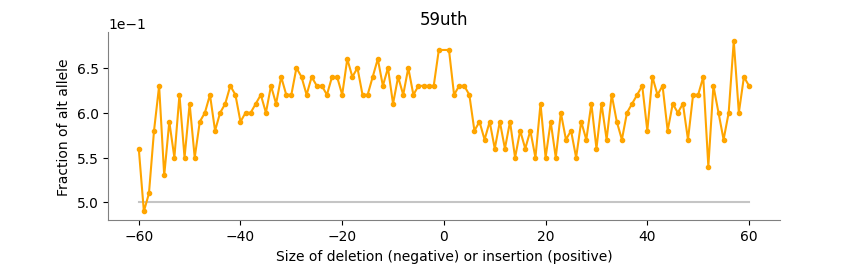 59uth
1e−1
Fraction of alt allele
6.5
6.0
5.5
5.0
−60 −40 −20 0 20 40 60
Size of deletion (negative) or insertion (positive)